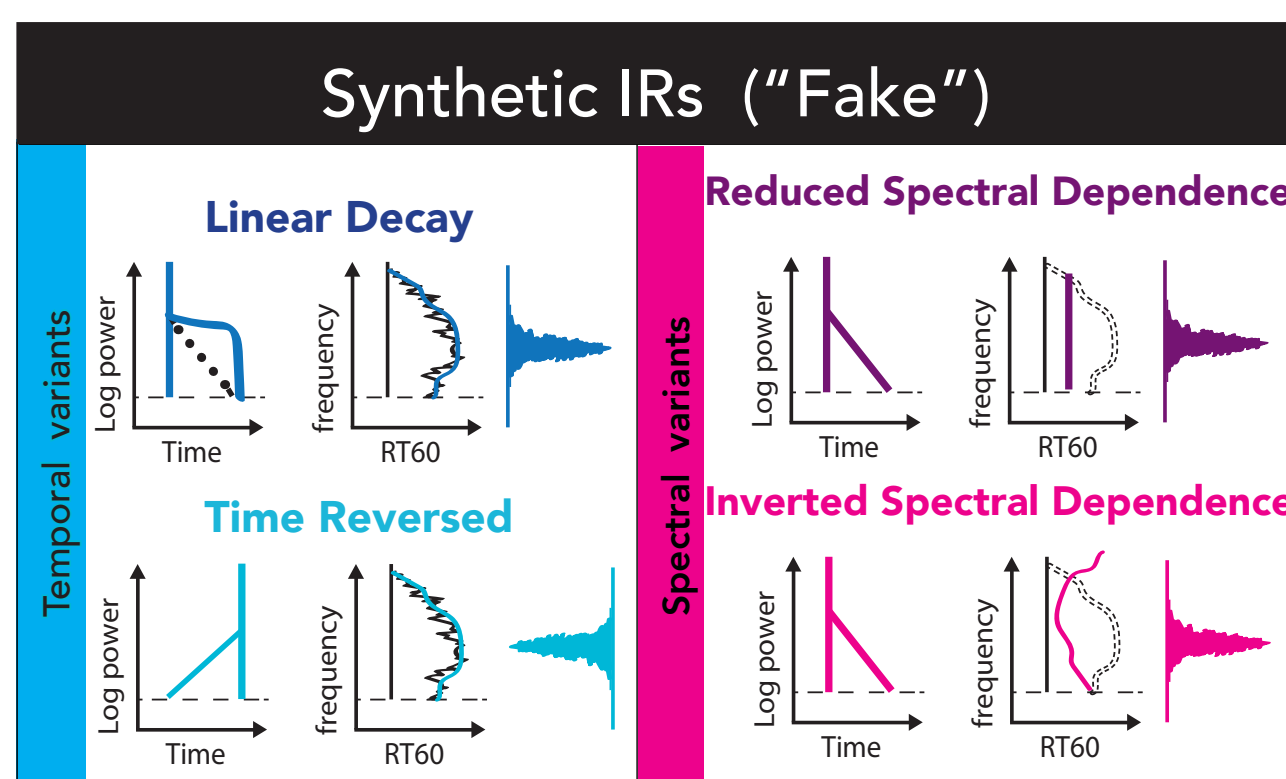 Synthetic IRs ("Fake")
Temporal variants
Linear Decay
Log power
Time
frequency
RT60
Time Reversed
Log power
Time
frequency
RT60
Spectral variants
Reduced Spectral Dependence
Log power
Time
frequency
RT60
Inverted Spectral Dependence
Log power
Time
frequency
RT60